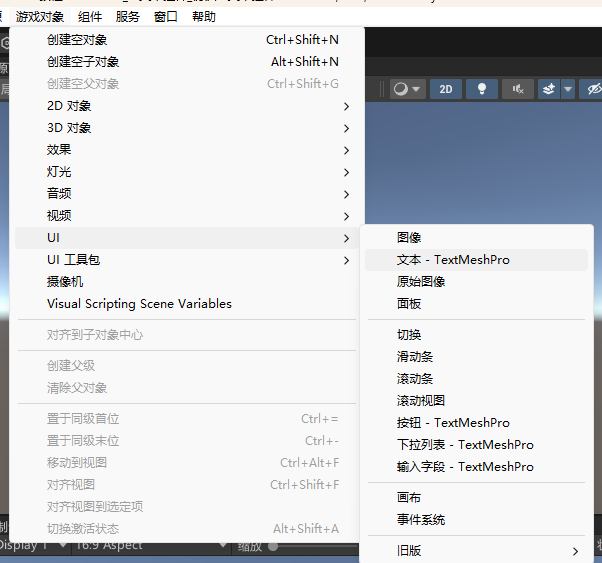 游戏对象 组件 服务 窗口 帮助
创建空对象 Ctrl+Shift+N
创建空子对象 Alt+Shift+N
创建空父对象 Ctrl+Shift+G
2D
2D 对象
3D 对象
效果
灯光
音频
视频
UI
UI 工具包
摄像机
Visual Scripting Scene Variables
对齐到子对象中心
创建父级
清除父对象
置于同级首位 Ctrl+=
置于同级末位 Ctrl+-
移动到视图 Ctrl+Alt+F
对齐视图 Ctrl+Shift+F
对齐视图到选定项
切换激活状态 Alt+Shift+A
图像
文本 - TextMeshPro
原始图像
面板
切换
滑动条
滚动条
滚动视图
按钮 - TextMeshPro
下拉列表 - TextMeshPro
输入字段 - TextMeshPro
画布
事件系统
旧版
Display 1 16:9 Aspect 缩放